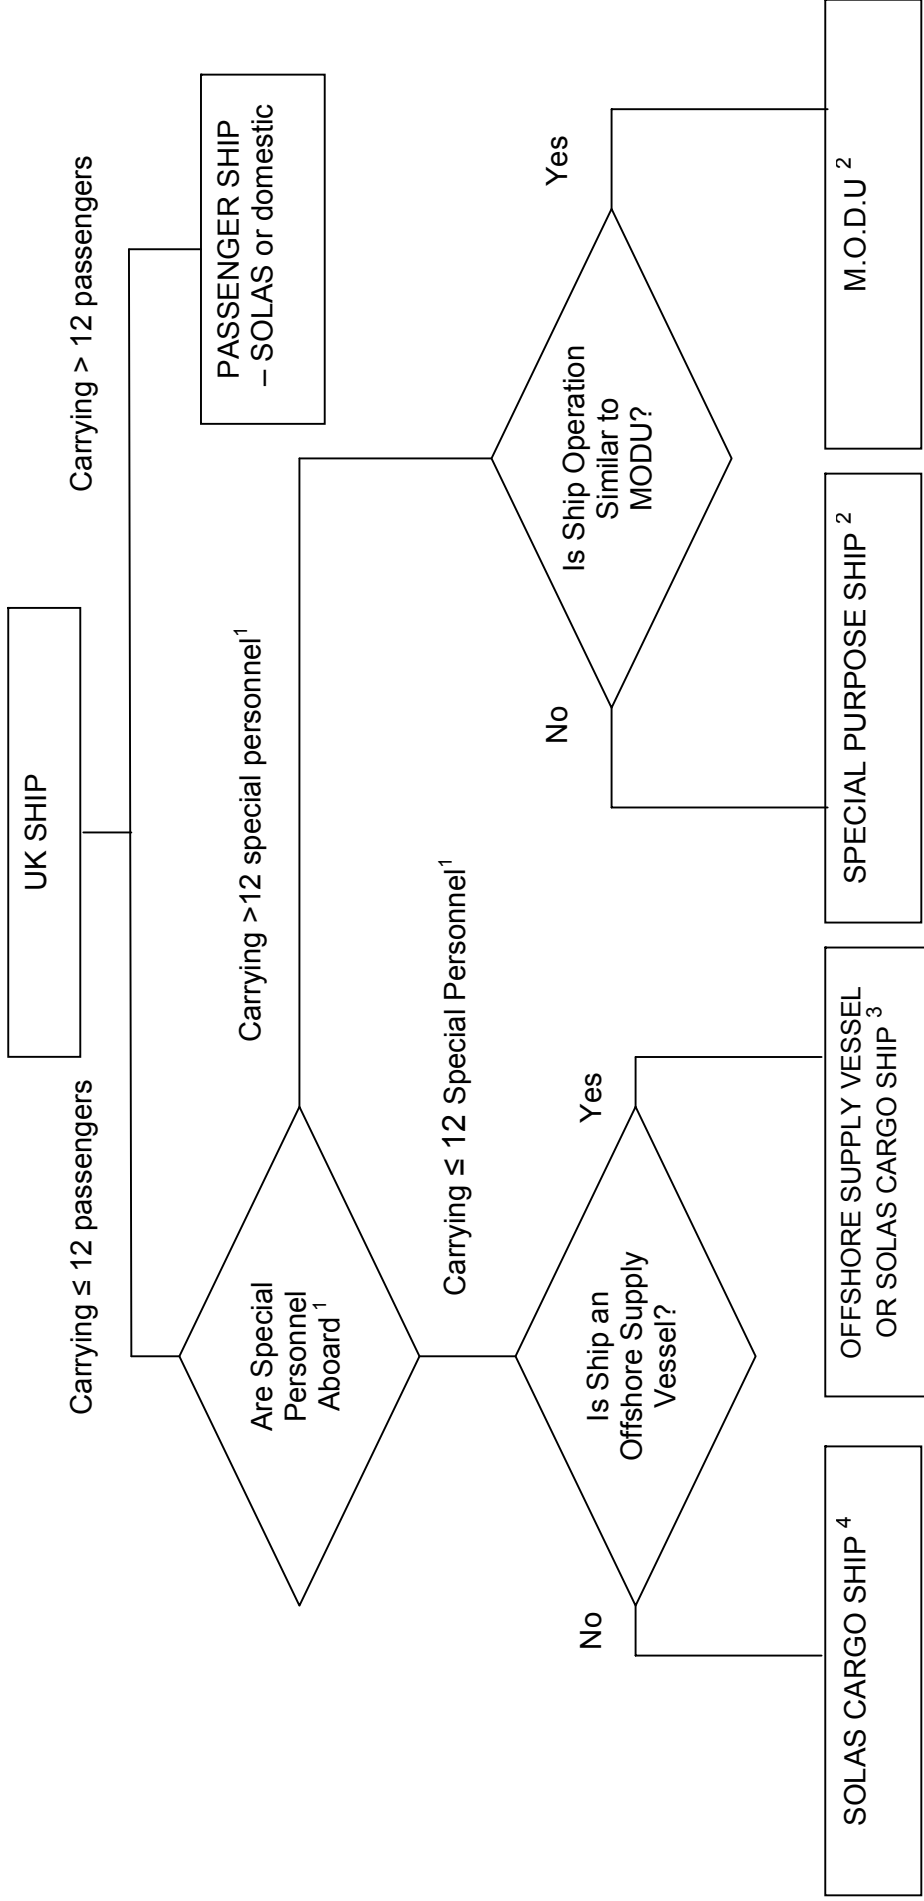 UK SHIP
Carrying ≤ 12 passengers
Carrying > 12 passengers
PASSENGER SHIP
– SOLAS or domestic
Are Special
Personnel
Aboard ¹
Carrying >12 special personnel¹
Carrying ≤ 12 Special Personnel¹
Is Ship an
Offshore Supply
Vessel?
Is Ship Operation
Similar to
MODU?
No
Yes
No
Yes
SOLAS CARGO SHIP ⁴
OFFSHORE SUPPLY VESSEL
OR SOLAS CARGO SHIP ³
SPECIAL PURPOSE SHIP ²
M.O.D.U ²